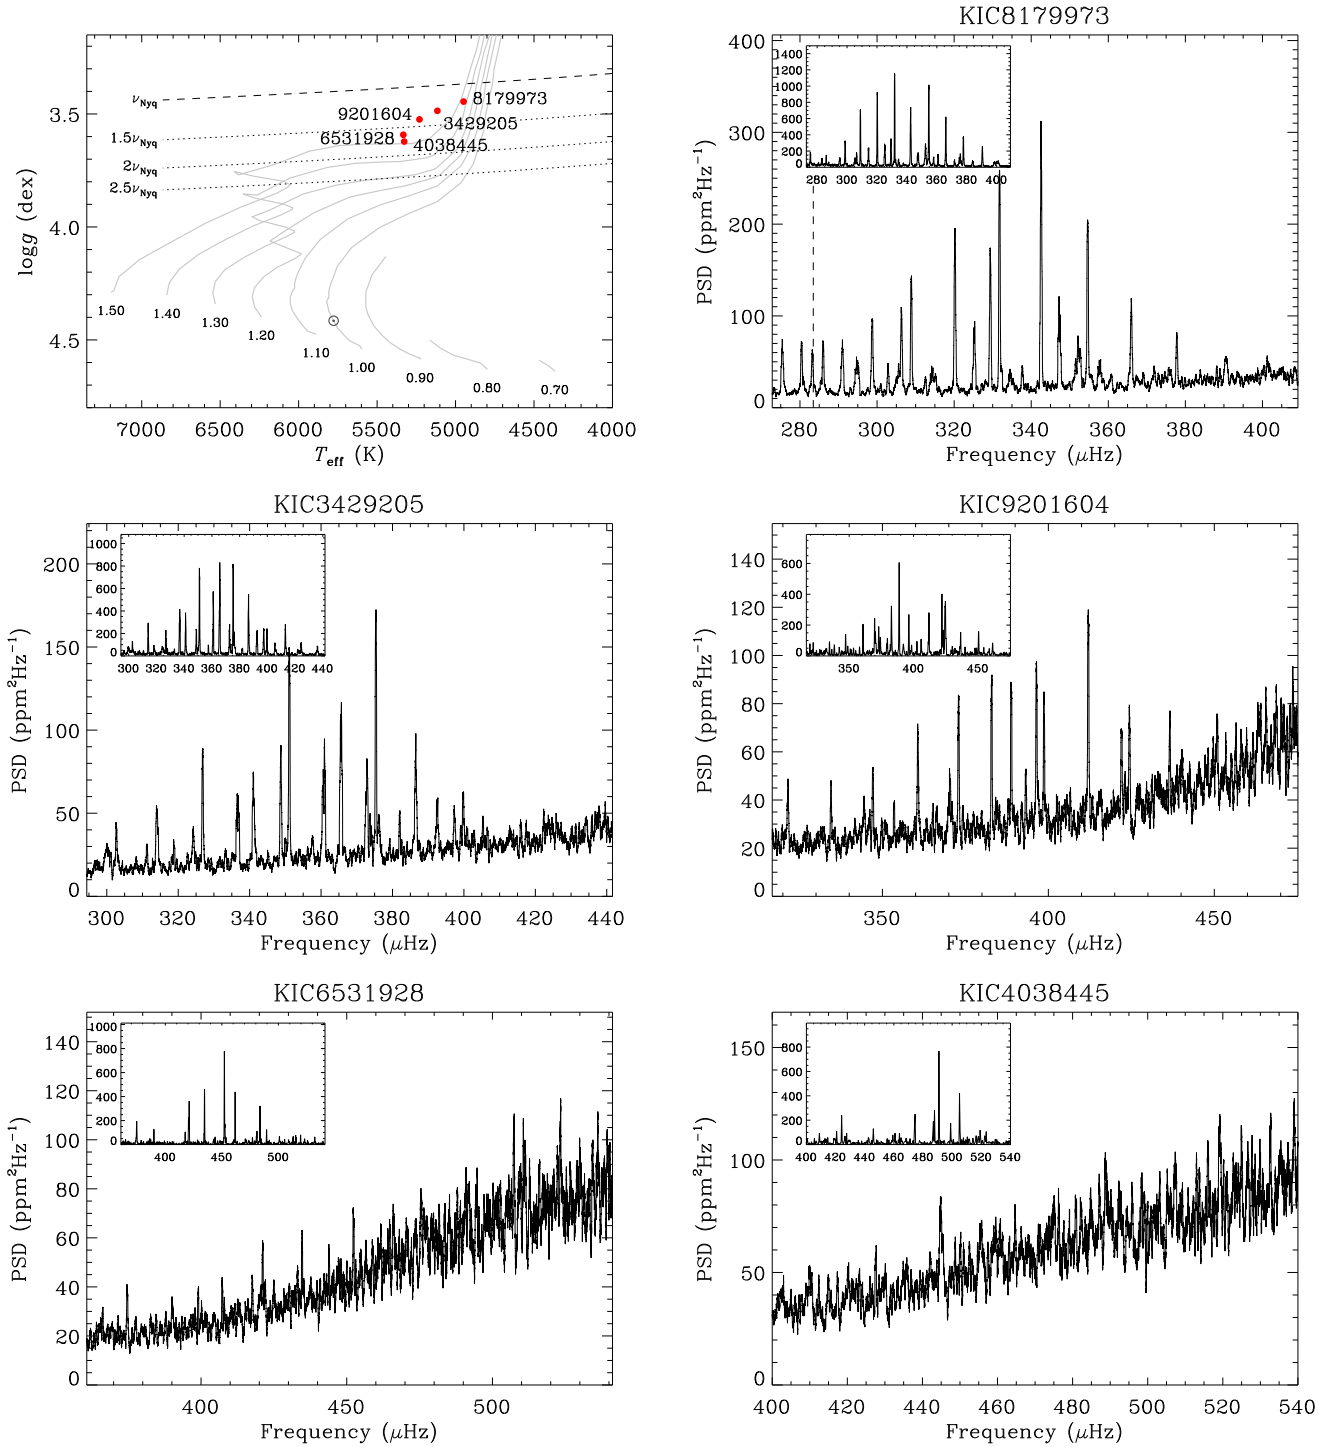 KIC8179973
3.5
4.0
4.5
logg (dex)
νNyq
1.5νNyq
2νNyq
2.5νNyq
8179973
9201604
3429205
6531928
4038445
1.50
1.40
1.30
1.20
1.10
1.00
0.90
0.80
0.70
7000 6500 6000 5500 5000 4500 4000
Teff (K)
400
300
200
100
0
PSD (ppm²Hz⁻¹)
1400
1200
1000
800
600
400
200
0
280 300 320 340 360 380 400
280 300 320 340 360 380 400
Frequency (μHz)
KIC3429205
200
150
100
50
0
PSD (ppm²Hz⁻¹)
1000
800
600
400
200
0
300 320 340 360 380 400 420 440
300 320 340 360 380 400 420 440
Frequency (μHz)
KIC9201604
140
120
100
80
60
40
20
0
PSD (ppm²Hz⁻¹)
600
400
200
0
350 400 450
350 400 450
Frequency (μHz)
KIC6531928
140
120
100
80
60
40
20
0
PSD (ppm²Hz⁻¹)
1000
800
600
400
200
0
400 450 500
400 450 500
Frequency (μHz)
KIC4038445
150
100
50
0
PSD (ppm²Hz⁻¹)
800
600
400
200
0
400 420 440 460 480 500 520 540
400 420 440 460 480 500 520 540
Frequency (μHz)